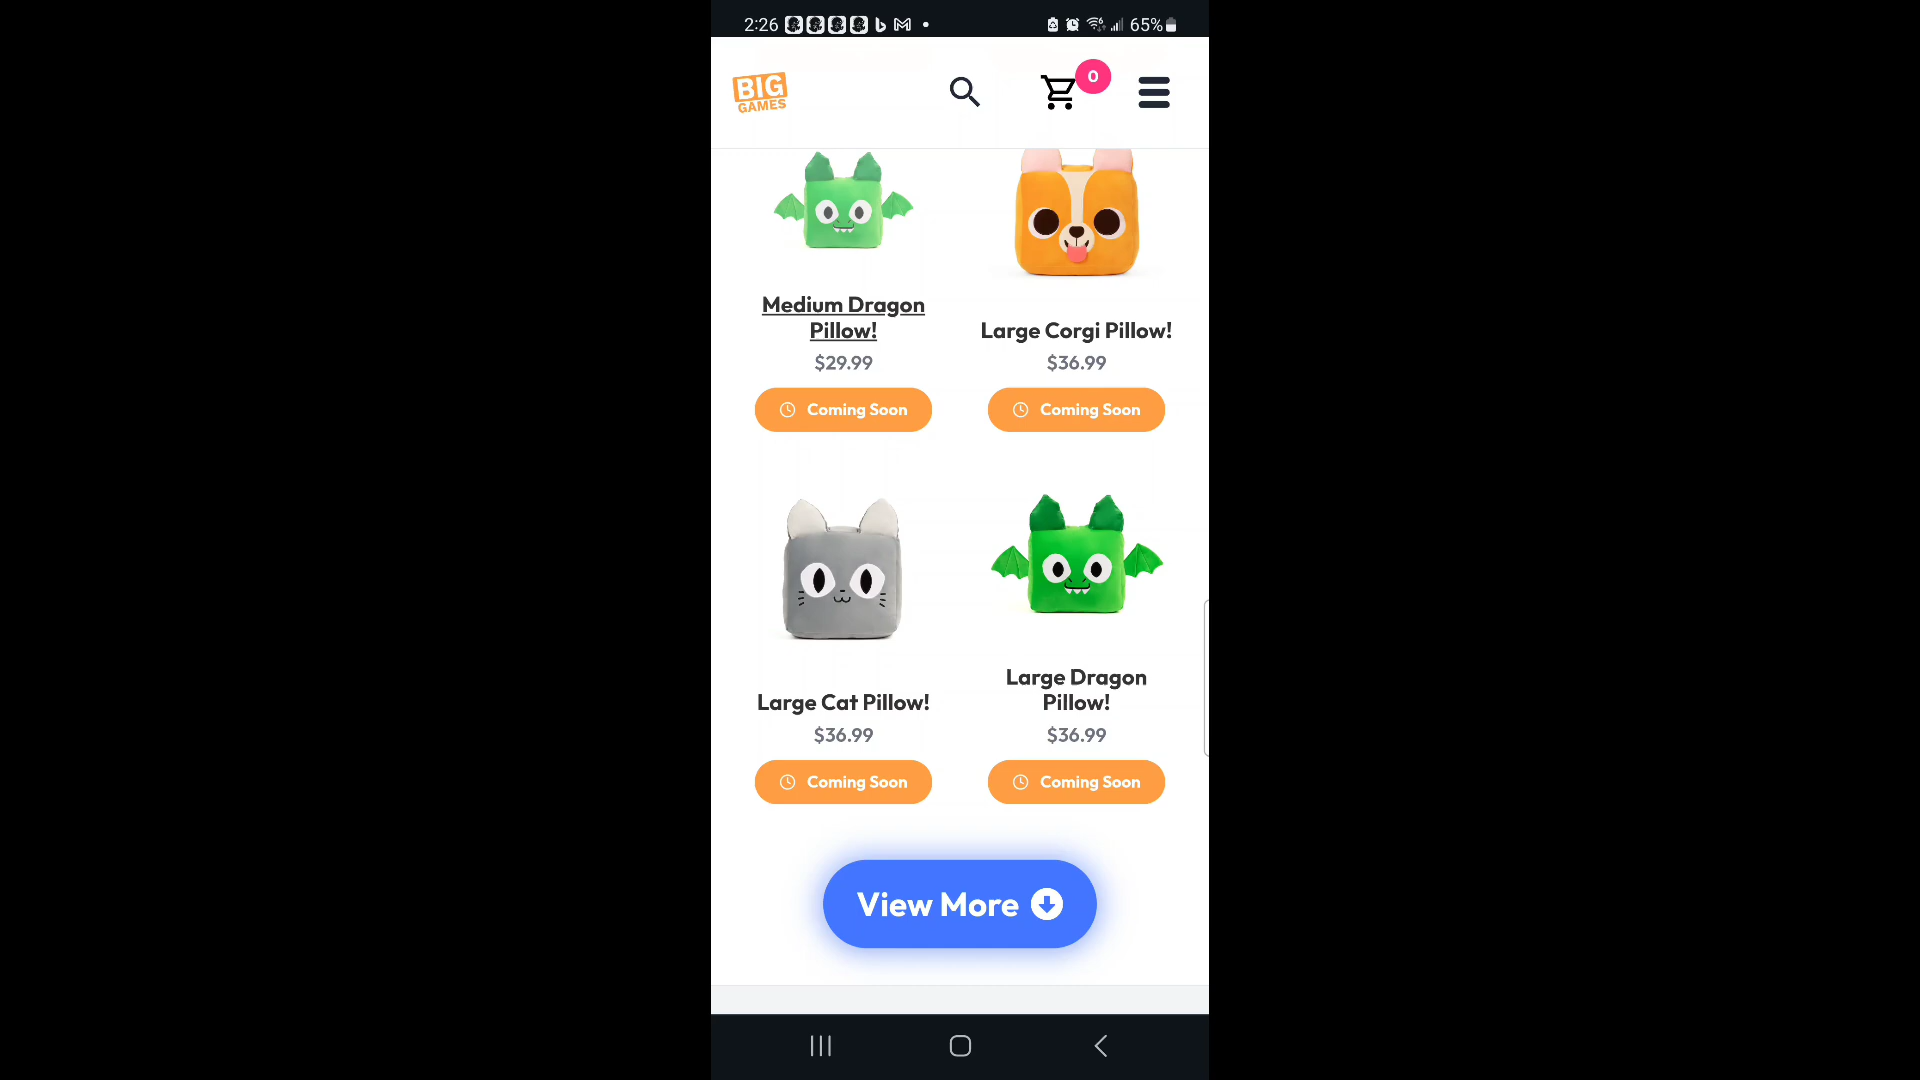 2:26
65%
BIG
GAMES
0
Medium Dragon
Pillow!
$29.99
Coming Soon
Large Corgi Pillow!
$36.99
Coming Soon
Large Cat Pillow!
$36.99
Coming Soon
Large Dragon
Pillow!
$36.99
Coming Soon
View More